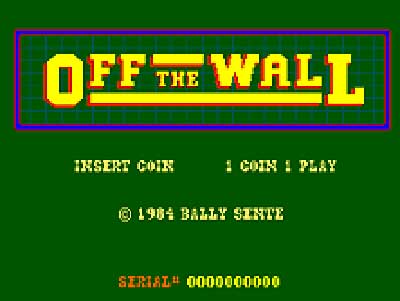 OFF THE WALL
INSERT COIN 1 COIN 1 PLAY
© 1984 BALLY SENTE
SERIAL# 0000000000